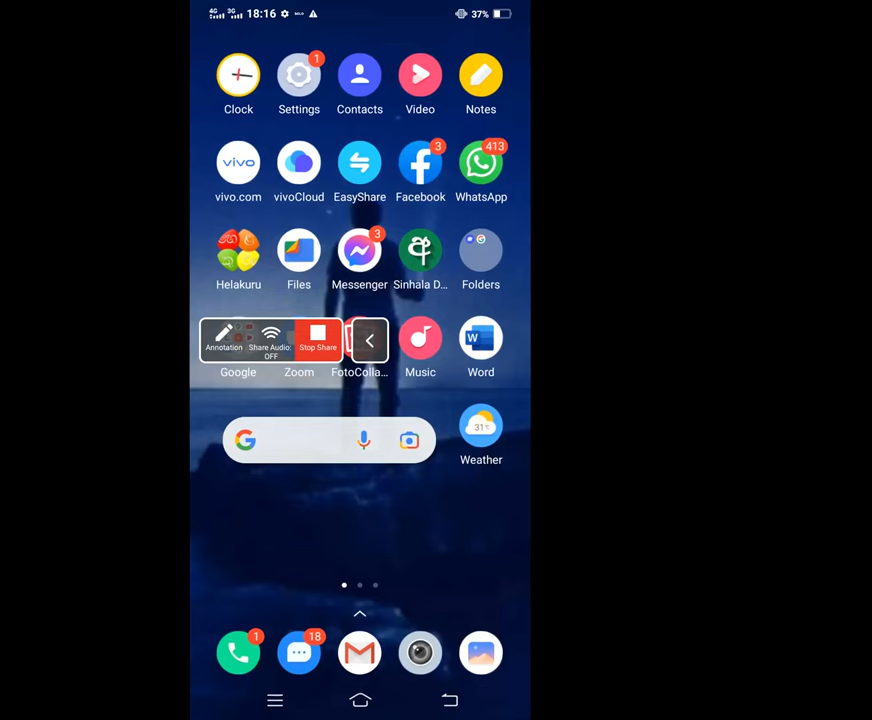 4G 3G 18:16 37%
1
Clock Settings Contacts Video Notes
vivo 3 413
vivo.com vivoCloud EasyShare Facebook WhatsApp
හෙ ළ කු රු 3 අ
Helakuru Files Messenger Sinhala D... Folders
Annotation Share Audio: OFF Stop Share W
Google Zoom FotoColla... Music Word
31°c
Weather
1 18